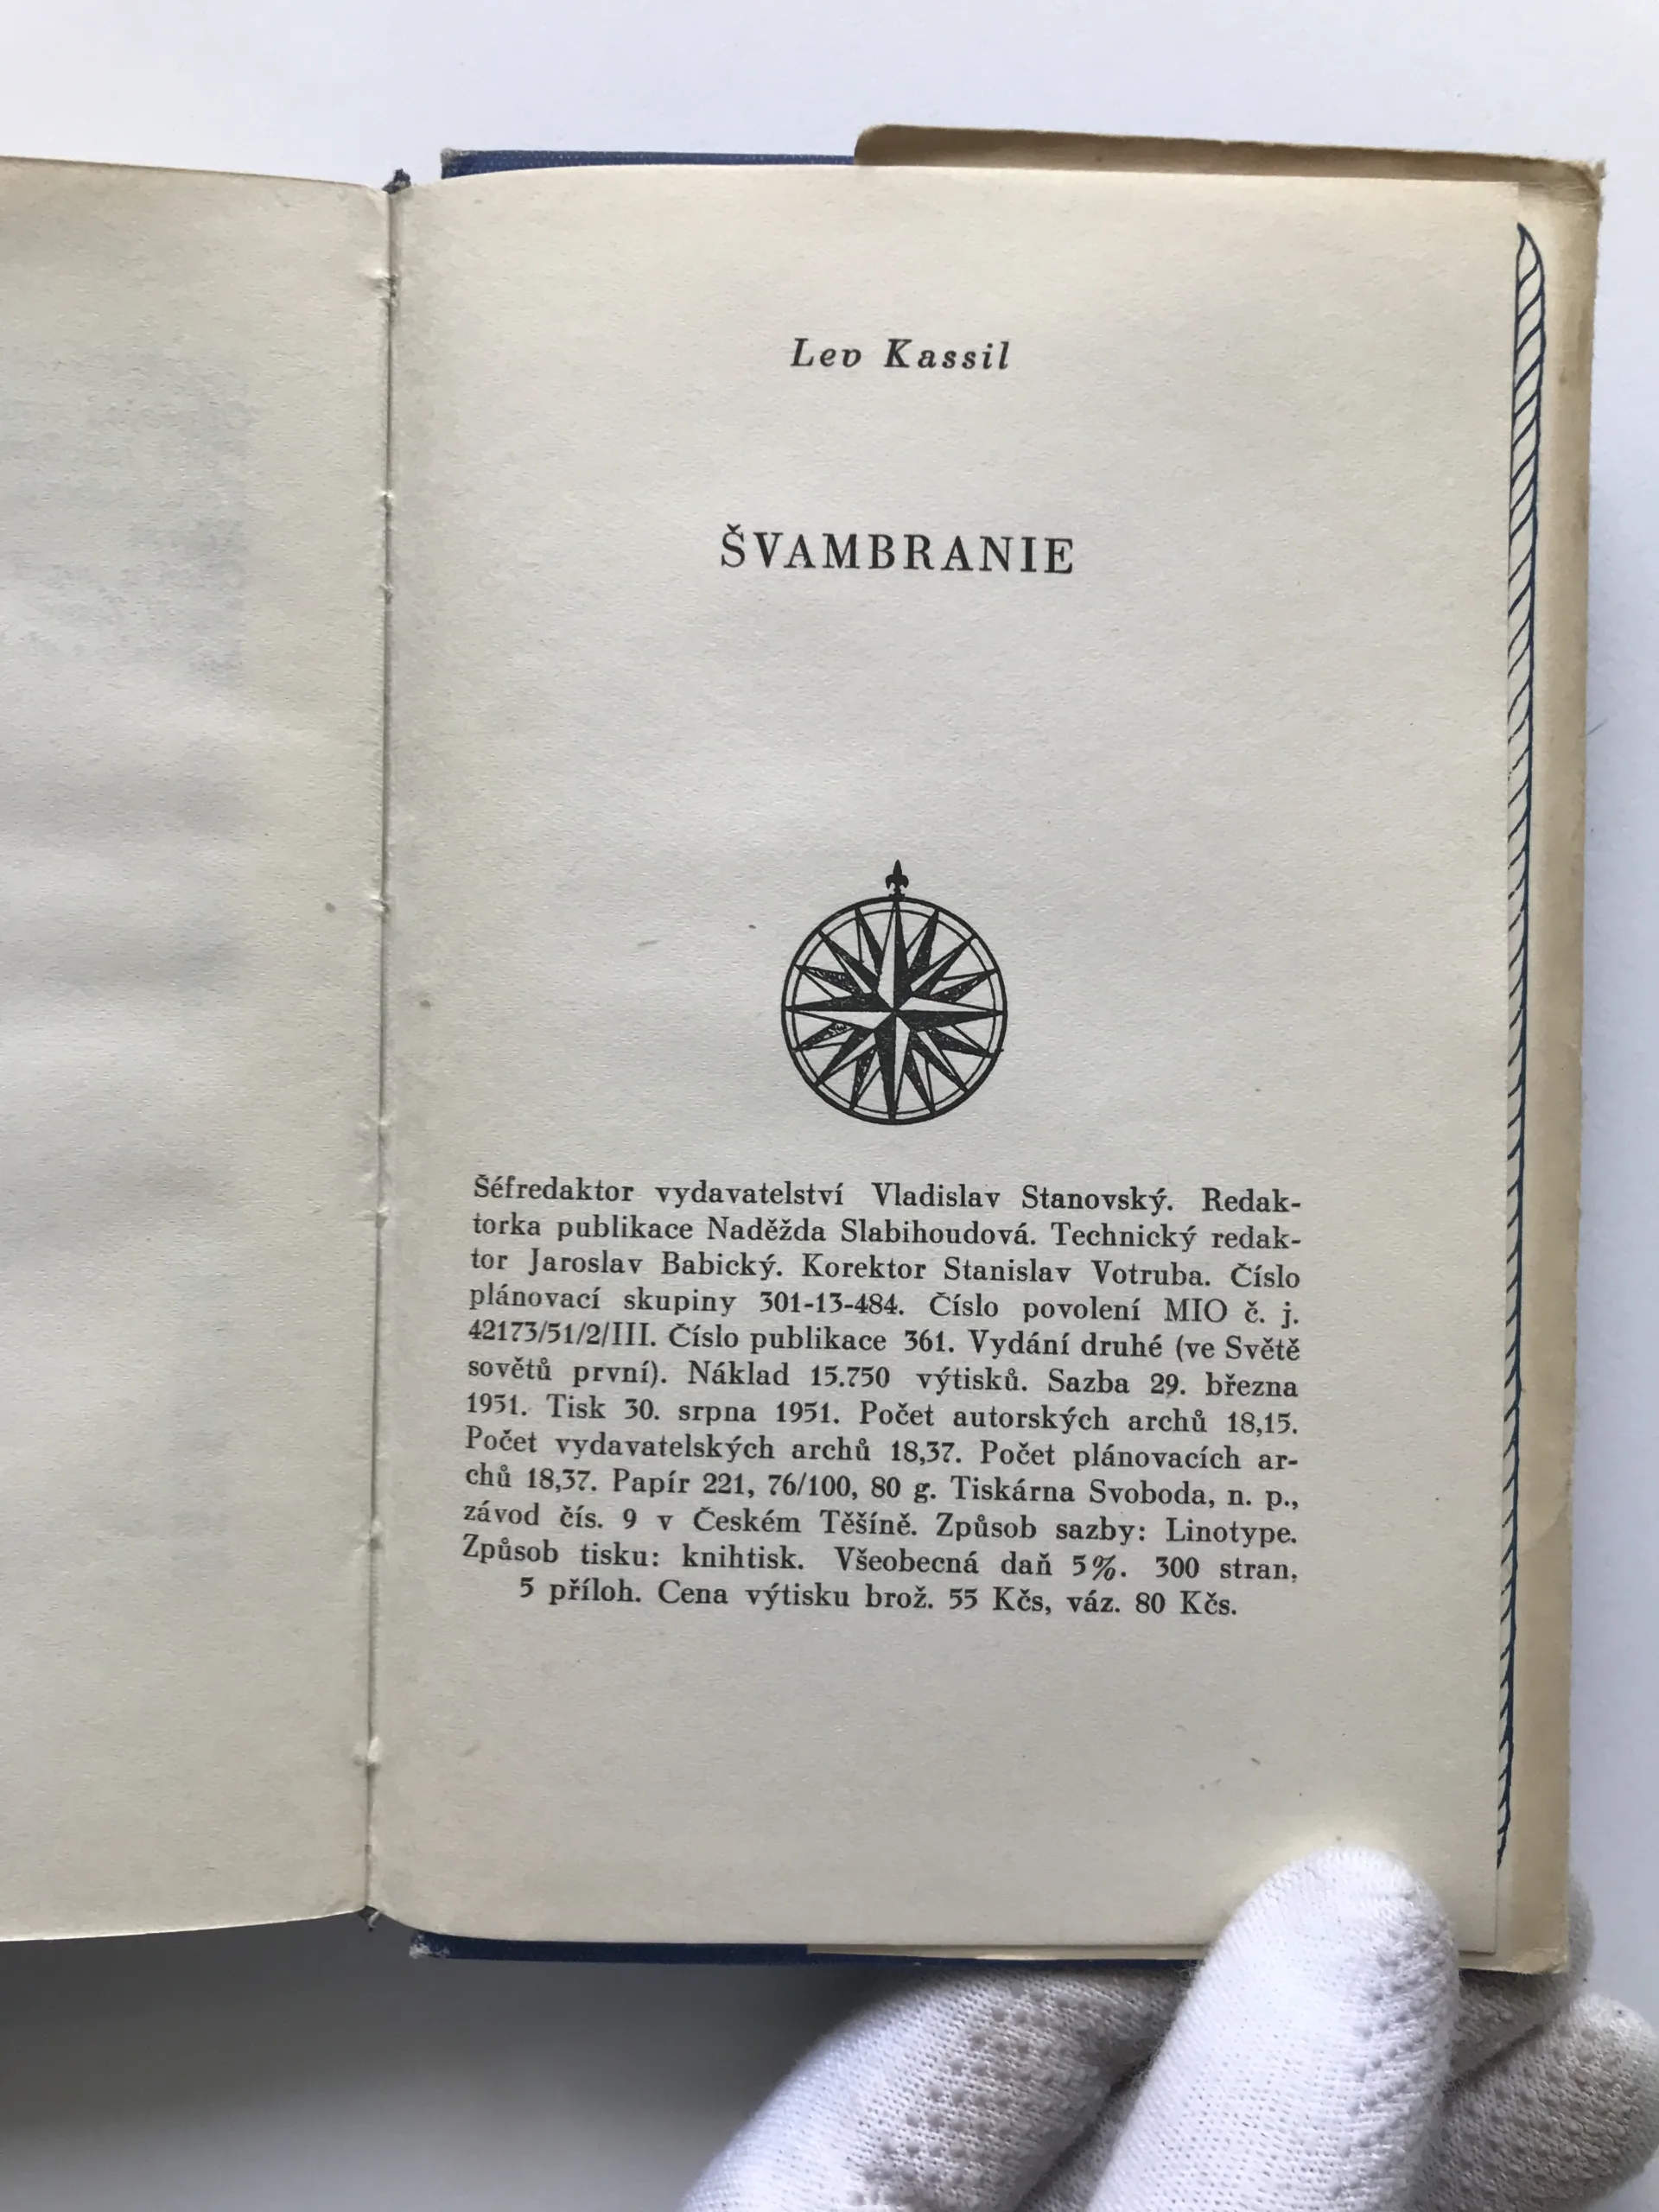 Lev Kassil
ŠVAMBRANIE
Šéfredaktor vydavatelství Vladislav Stanovský. Redak-
torka publikace Naděžda Slabihoudová. Technický redak-
tor Jaroslav Babický. Korektor Stanislav Votruba. Číslo
plánovací skupiny 301-13-484. Číslo povolení MIO č. j.
42173/51/2/III. Číslo publikace 361. Vydání druhé (ve Světě
sovětů první). Náklad 15.750 výtisků. Sazba 29. března
1951. Tisk 30. srpna 1951. Počet autorských archů 18,15.
Počet vydavatelských archů 18,37. Počet plánovacích ar-
chů 18,37. Papír 221, 76/100, 80 g. Tiskárna Svoboda, n. p.,
závod čís. 9 v Českém Těšíně. Způsob sazby: Linotype.
Způsob tisku: knihtisk. Všeobecná daň 5%. 300 stran,
5 příloh. Cena výtisku brož. 55 Kčs, váz. 80 Kčs.